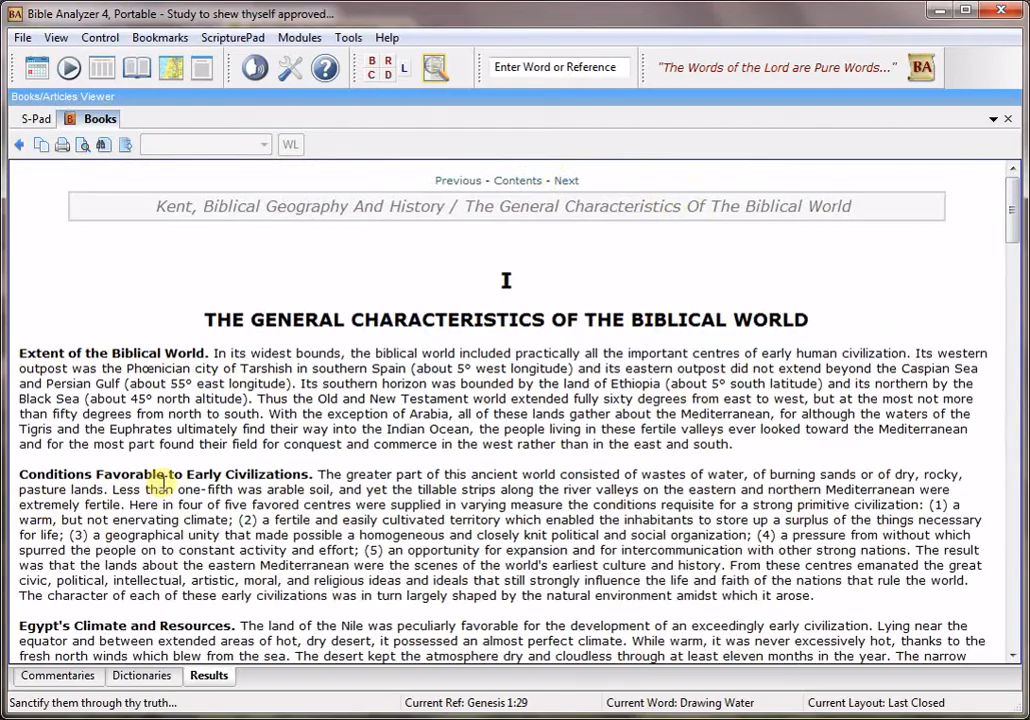 Bible Analyzer 4, Portable - Study to shew thyself approved...
File View Control Bookmarks ScripturePad Modules Tools Help
B R L
C D
Enter Word or Reference
"The Words of the Lord are Pure Words..."
BA
Books/Articles Viewer
S-Pad Books
WL
Previous - Contents - Next
Kent, Biblical Geography And History / The General Characteristics Of The Biblical World
I
THE GENERAL CHARACTERISTICS OF THE BIBLICAL WORLD
Extent of the Biblical World. In its widest bounds, the biblical world included practically all the important centres of early human civilization. Its western
outpost was the Phœnician city of Tarshish in southern Spain (about 5° west longitude) and its eastern outpost did not extend beyond the Caspian Sea
and Persian Gulf (about 55° east longitude). Its southern horizon was bounded by the land of Ethiopia (about 5° south latitude) and its northern by the
Black Sea (about 45° north altitude). Thus the Old and New Testament world extended fully sixty degrees from east to west, but at the most not more
than fifty degrees from north to south. With the exception of Arabia, all of these lands gather about the Mediterranean, for although the waters of the
Tigris and the Euphrates ultimately find their way into the Indian Ocean, the people living in these fertile valleys ever looked toward the Mediterranean
and for the most part found their field for conquest and commerce in the west rather than in the east and south.
Conditions Favorable to Early Civilizations. The greater part of this ancient world consisted of wastes of water, of burning sands or of dry, rocky,
pasture lands. Less than one-fifth was arable soil, and yet the tillable strips along the river valleys on the eastern and northern Mediterranean were
extremely fertile. Here in four of five favored centres were supplied in varying measure the conditions requisite for a strong primitive civilization: (1) a
warm, but not enervating climate; (2) a fertile and easily cultivated territory which enabled the inhabitants to store up a surplus of the things necessary
for life; (3) a geographical unity that made possible a homogeneous and closely knit political and social organization; (4) a pressure from without which
spurred the people on to constant activity and effort; (5) an opportunity for expansion and for intercommunication with other strong nations. The result
was that the lands about the eastern Mediterranean were the scenes of the world's earliest culture and history. From these centres emanated the great
civic, political, intellectual, artistic, moral, and religious ideas and ideals that still strongly influence the life and faith of the nations that rule the world.
The character of each of these early civilizations was in turn largely shaped by the natural environment amidst which it arose.
Egypt's Climate and Resources. The land of the Nile was peculiarly favorable for the development of an exceedingly early civilization. Lying near the
equator and between extended areas of hot, dry desert, it possessed an almost perfect climate. While warm, it was never excessively hot, thanks to the
fresh north winds which blew from the sea. The desert kept the atmosphere dry and cloudless through at least eleven months in the year. The narrow
Commentaries Dictionaries Results
Sanctify them through thy truth... Current Ref: Genesis 1:29 Current Word: Drawing Water Current Layout: Last Closed